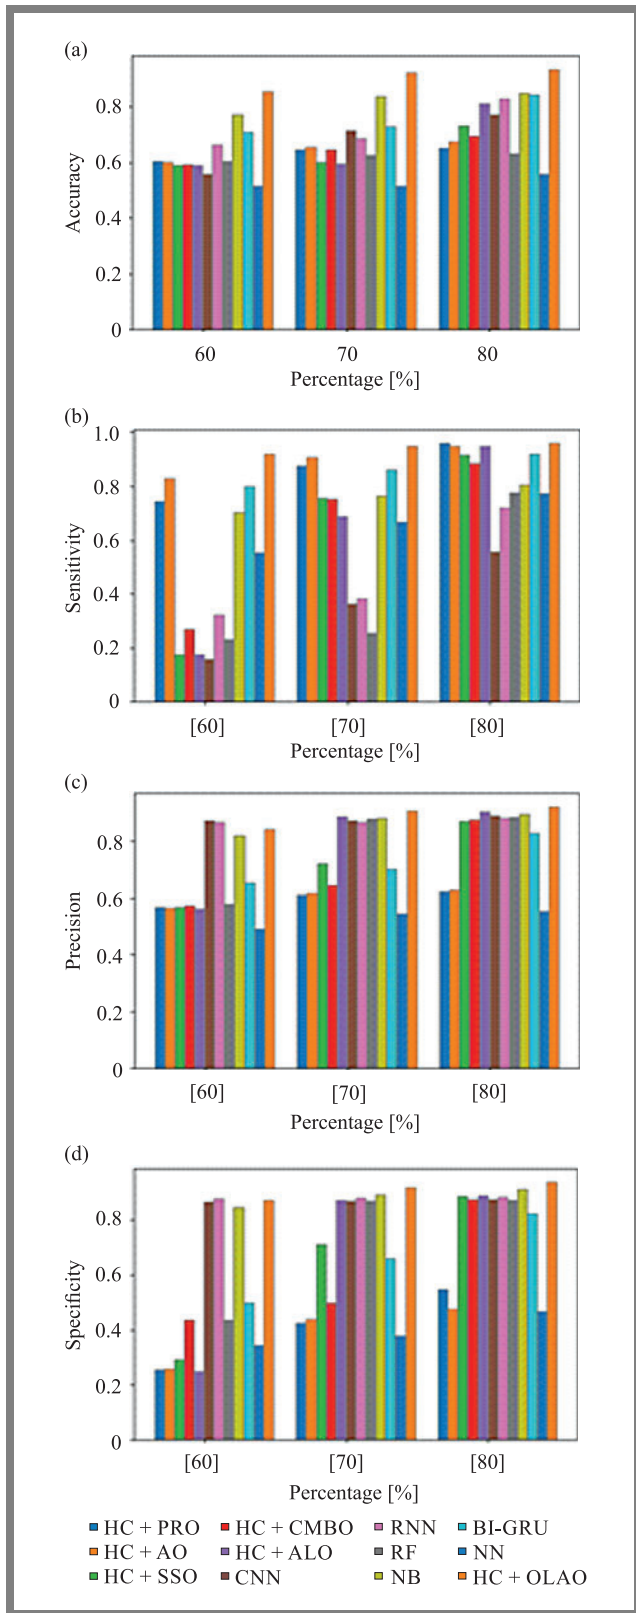 (a)
0.8
0.6
0.4
0.2
0
Accuracy
60 70 80
Percentage [%]
(b)
1.0
0.8
0.6
0.4
0.2
0
Sensitivity
[60] [70] [80]
Percentage [%]
(c)
0.8
0.6
0.4
0.2
0
Precision
[60] [70] [80]
Percentage [%]
(d)
0.8
0.6
0.4
0.2
0
Specificity
[60] [70] [80]
Percentage [%]
HC + PRO HC + CMBO RNN BI-GRU
HC + AO HC + ALO RF NN
HC + SSO CNN NB HC + OLAO